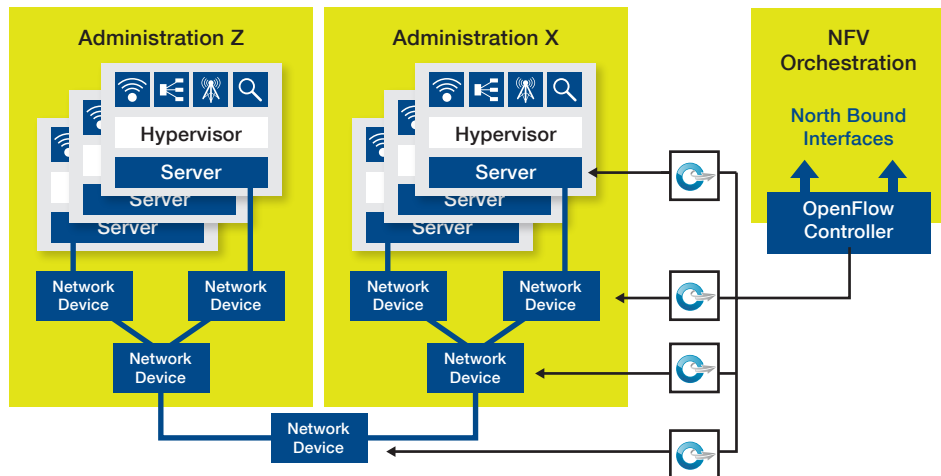 Administration Z
Hypervisor
Server
Server
Server
Network
Device
Network
Device
Network
Device
Administration X
Hypervisor
Server
Server
Server
Network
Device
Network
Device
Network
Device
Network
Device
NFV
Orchestration
North Bound
Interfaces
OpenFlow
Controller